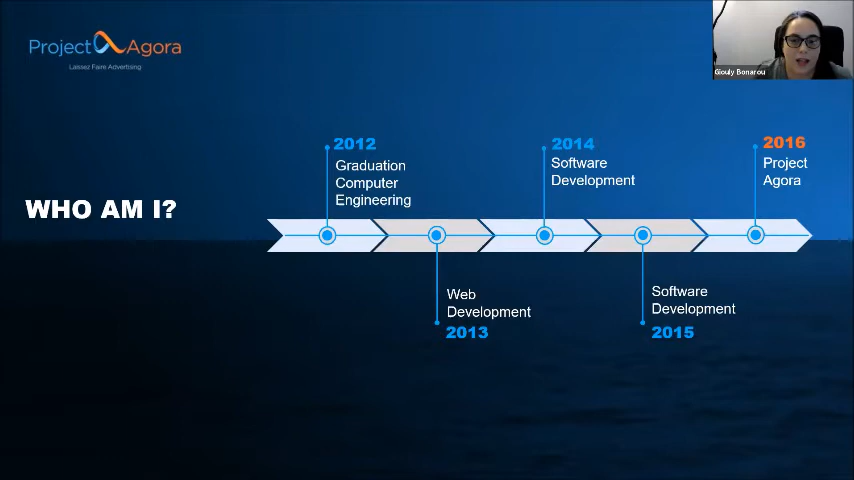 Project Agora
Laissez Faire Advertising
Giouly Bonarou
WHO AM I?
2012
Graduation
Computer
Engineering
Web
Development
2013
2014
Software
Development
Software
Development
2015
2016
Project
Agora